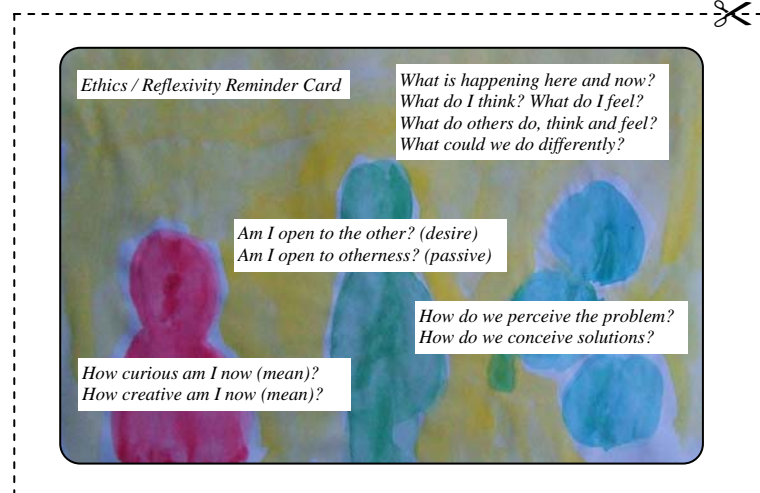 Ethics / Reflexivity Reminder Card
What is happening here and now?
What do I think? What do I feel?
What do others do, think and feel?
What could we do differently?
Am I open to the other? (desire)
Am I open to otherness? (passive)
How do we perceive the problem?
How do we conceive solutions?
How curious am I now (mean)?
How creative am I now (mean)?